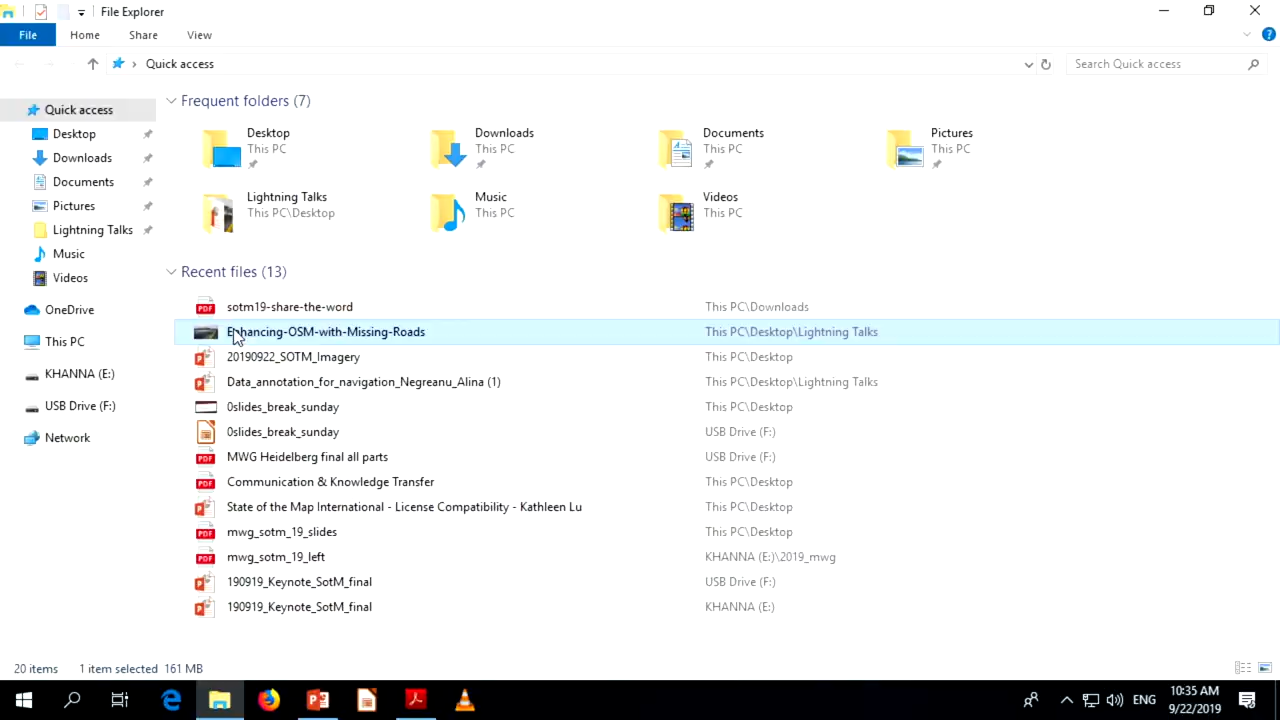 File Explorer
File Home Share View
Quick access
Search Quick access
Quick access
Desktop
Downloads
Documents
Pictures
Lightning Talks
Music
Videos
OneDrive
This PC
KHANNA (E:)
USB Drive (F:)
Network
Frequent folders (7)
Desktop
This PC
Downloads
This PC
Documents
This PC
Pictures
This PC
Lightning Talks
This PC\Desktop
Music
This PC
Videos
This PC
Recent files (13)
sotm19-share-the-word This PC\Downloads
Enhancing-OSM-with-Missing-Roads This PC\Desktop\Lightning Talks
20190922_SOTM_Imagery This PC\Desktop
Data_annotation_for_navigation_Negreanu_Alina (1) This PC\Desktop\Lightning Talks
0slides_break_sunday This PC\Desktop
0slides_break_sunday USB Drive (F:)
MWG Heidelberg final all parts USB Drive (F:)
Communication & Knowledge Transfer This PC\Desktop
State of the Map International - License Compatibility - Kathleen Lu This PC\Desktop
mwg_sotm_19_slides This PC\Desktop
mwg_sotm_19_left KHANNA (E:)\2019_mwg
190919_Keynote_SotM_final USB Drive (F:)
190919_Keynote_SotM_final KHANNA (E:)
20 items 1 item selected 161 MB
ENG
10:35 AM
9/22/2019